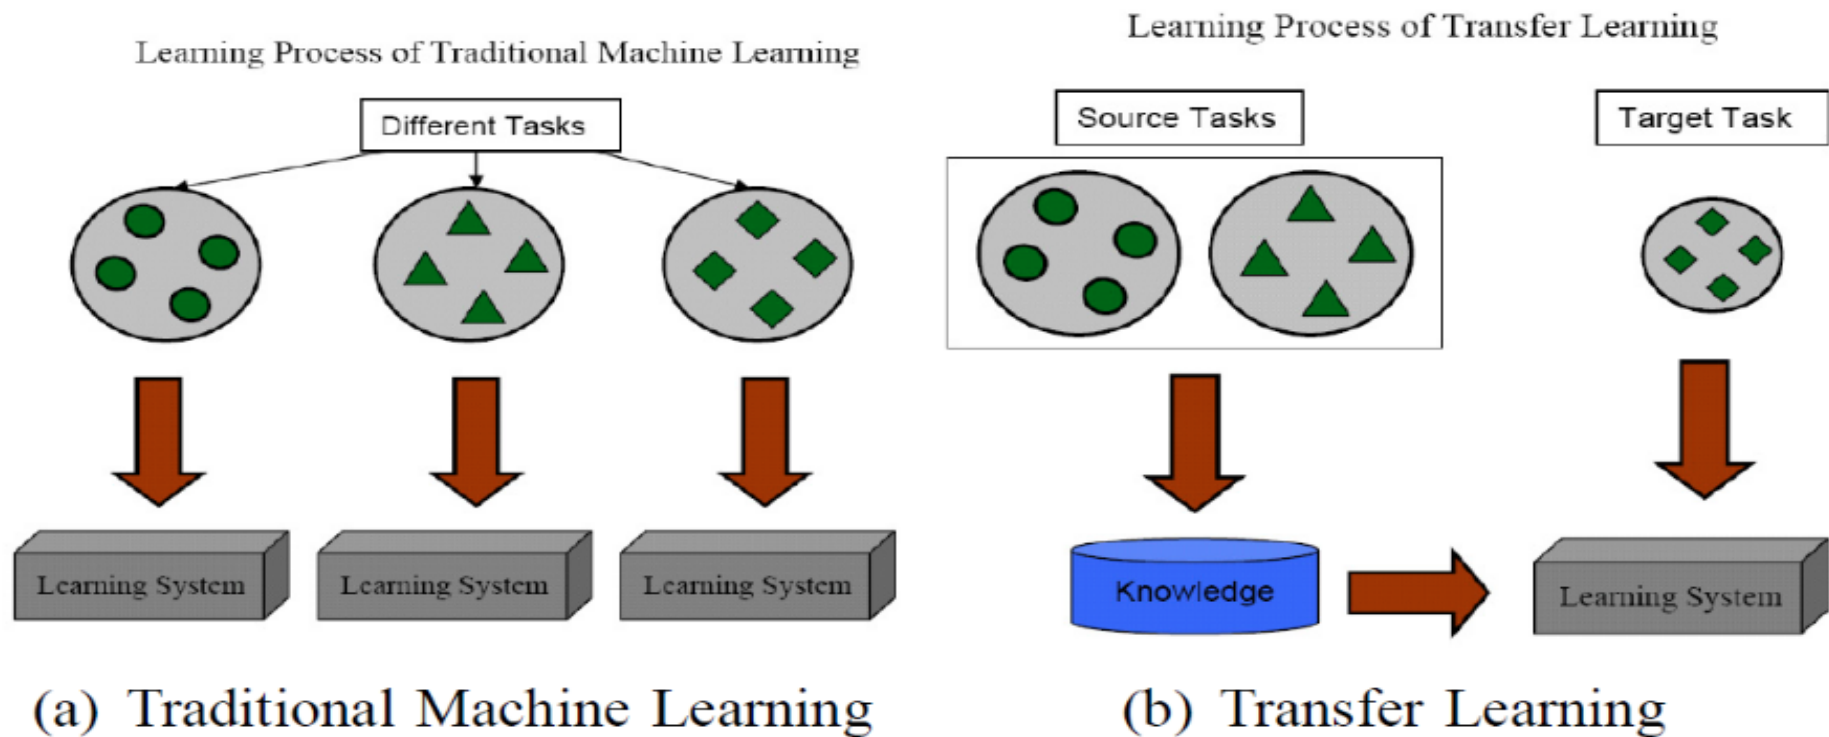 Learning Process of Traditional Machine Learning
Different Tasks
Learning System
Learning System
Learning System
(a) Traditional Machine Learning
Learning Process of Transfer Learning
Source Tasks
Target Task
Knowledge
Learning System
(b) Transfer Learning